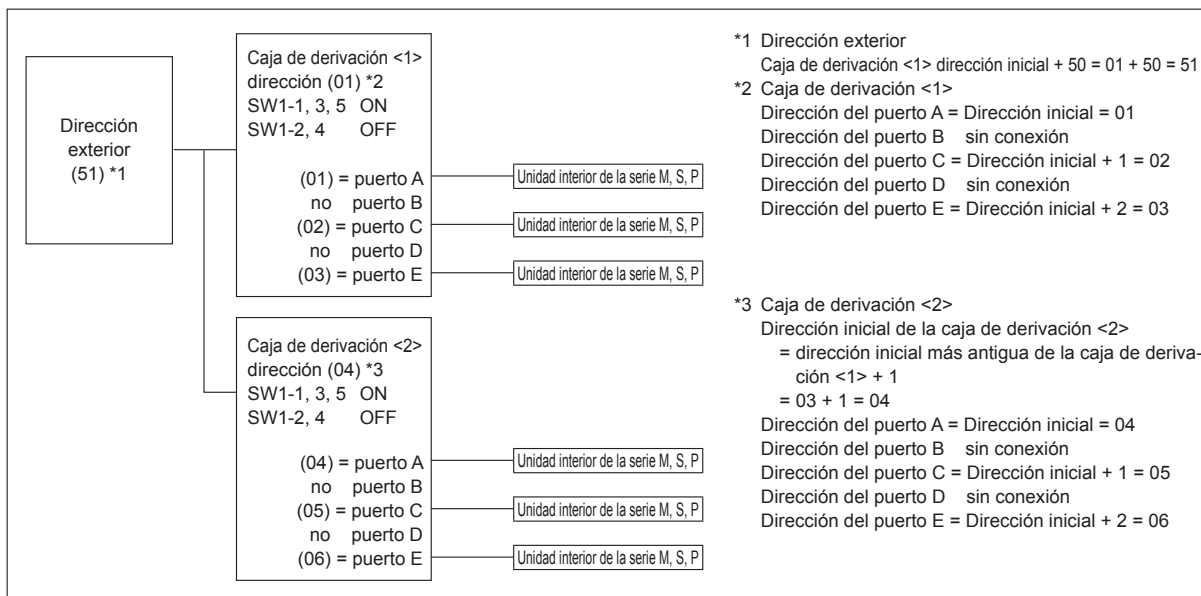 Dirección
exterior
(51) *1
Caja de derivación <1>
dirección (01) *2
SW1-1, 3, 5 ON
SW1-2, 4 OFF
(01) = puerto A
no puerto B
(02) = puerto C
no puerto D
(03) = puerto E
Unidad interior de la serie M, S, P
Unidad interior de la serie M, S, P
Unidad interior de la serie M, S, P
Caja de derivación <2>
dirección (04) *3
SW1-1, 3, 5 ON
SW1-2, 4 OFF
(04) = puerto A
no puerto B
(05) = puerto C
no puerto D
(06) = puerto E
Unidad interior de la serie M, S, P
Unidad interior de la serie M, S, P
Unidad interior de la serie M, S, P
*1 Dirección exterior
Caja de derivación <1> dirección inicial + 50 = 01 + 50 = 51
*2 Caja de derivación <1>
Dirección del puerto A = Dirección inicial = 01
Dirección del puerto B sin conexión
Dirección del puerto C = Dirección inicial + 1 = 02
Dirección del puerto D sin conexión
Dirección del puerto E = Dirección inicial + 2 = 03
*3 Caja de derivación <2>
Dirección inicial de la caja de derivación <2>
= dirección inicial más antigua de la caja de deriva-
ción <1> + 1
= 03 + 1 = 04
Dirección del puerto A = Dirección inicial = 04
Dirección del puerto B sin conexión
Dirección del puerto C = Dirección inicial + 1 = 05
Dirección del puerto D sin conexión
Dirección del puerto E = Dirección inicial + 2 = 06